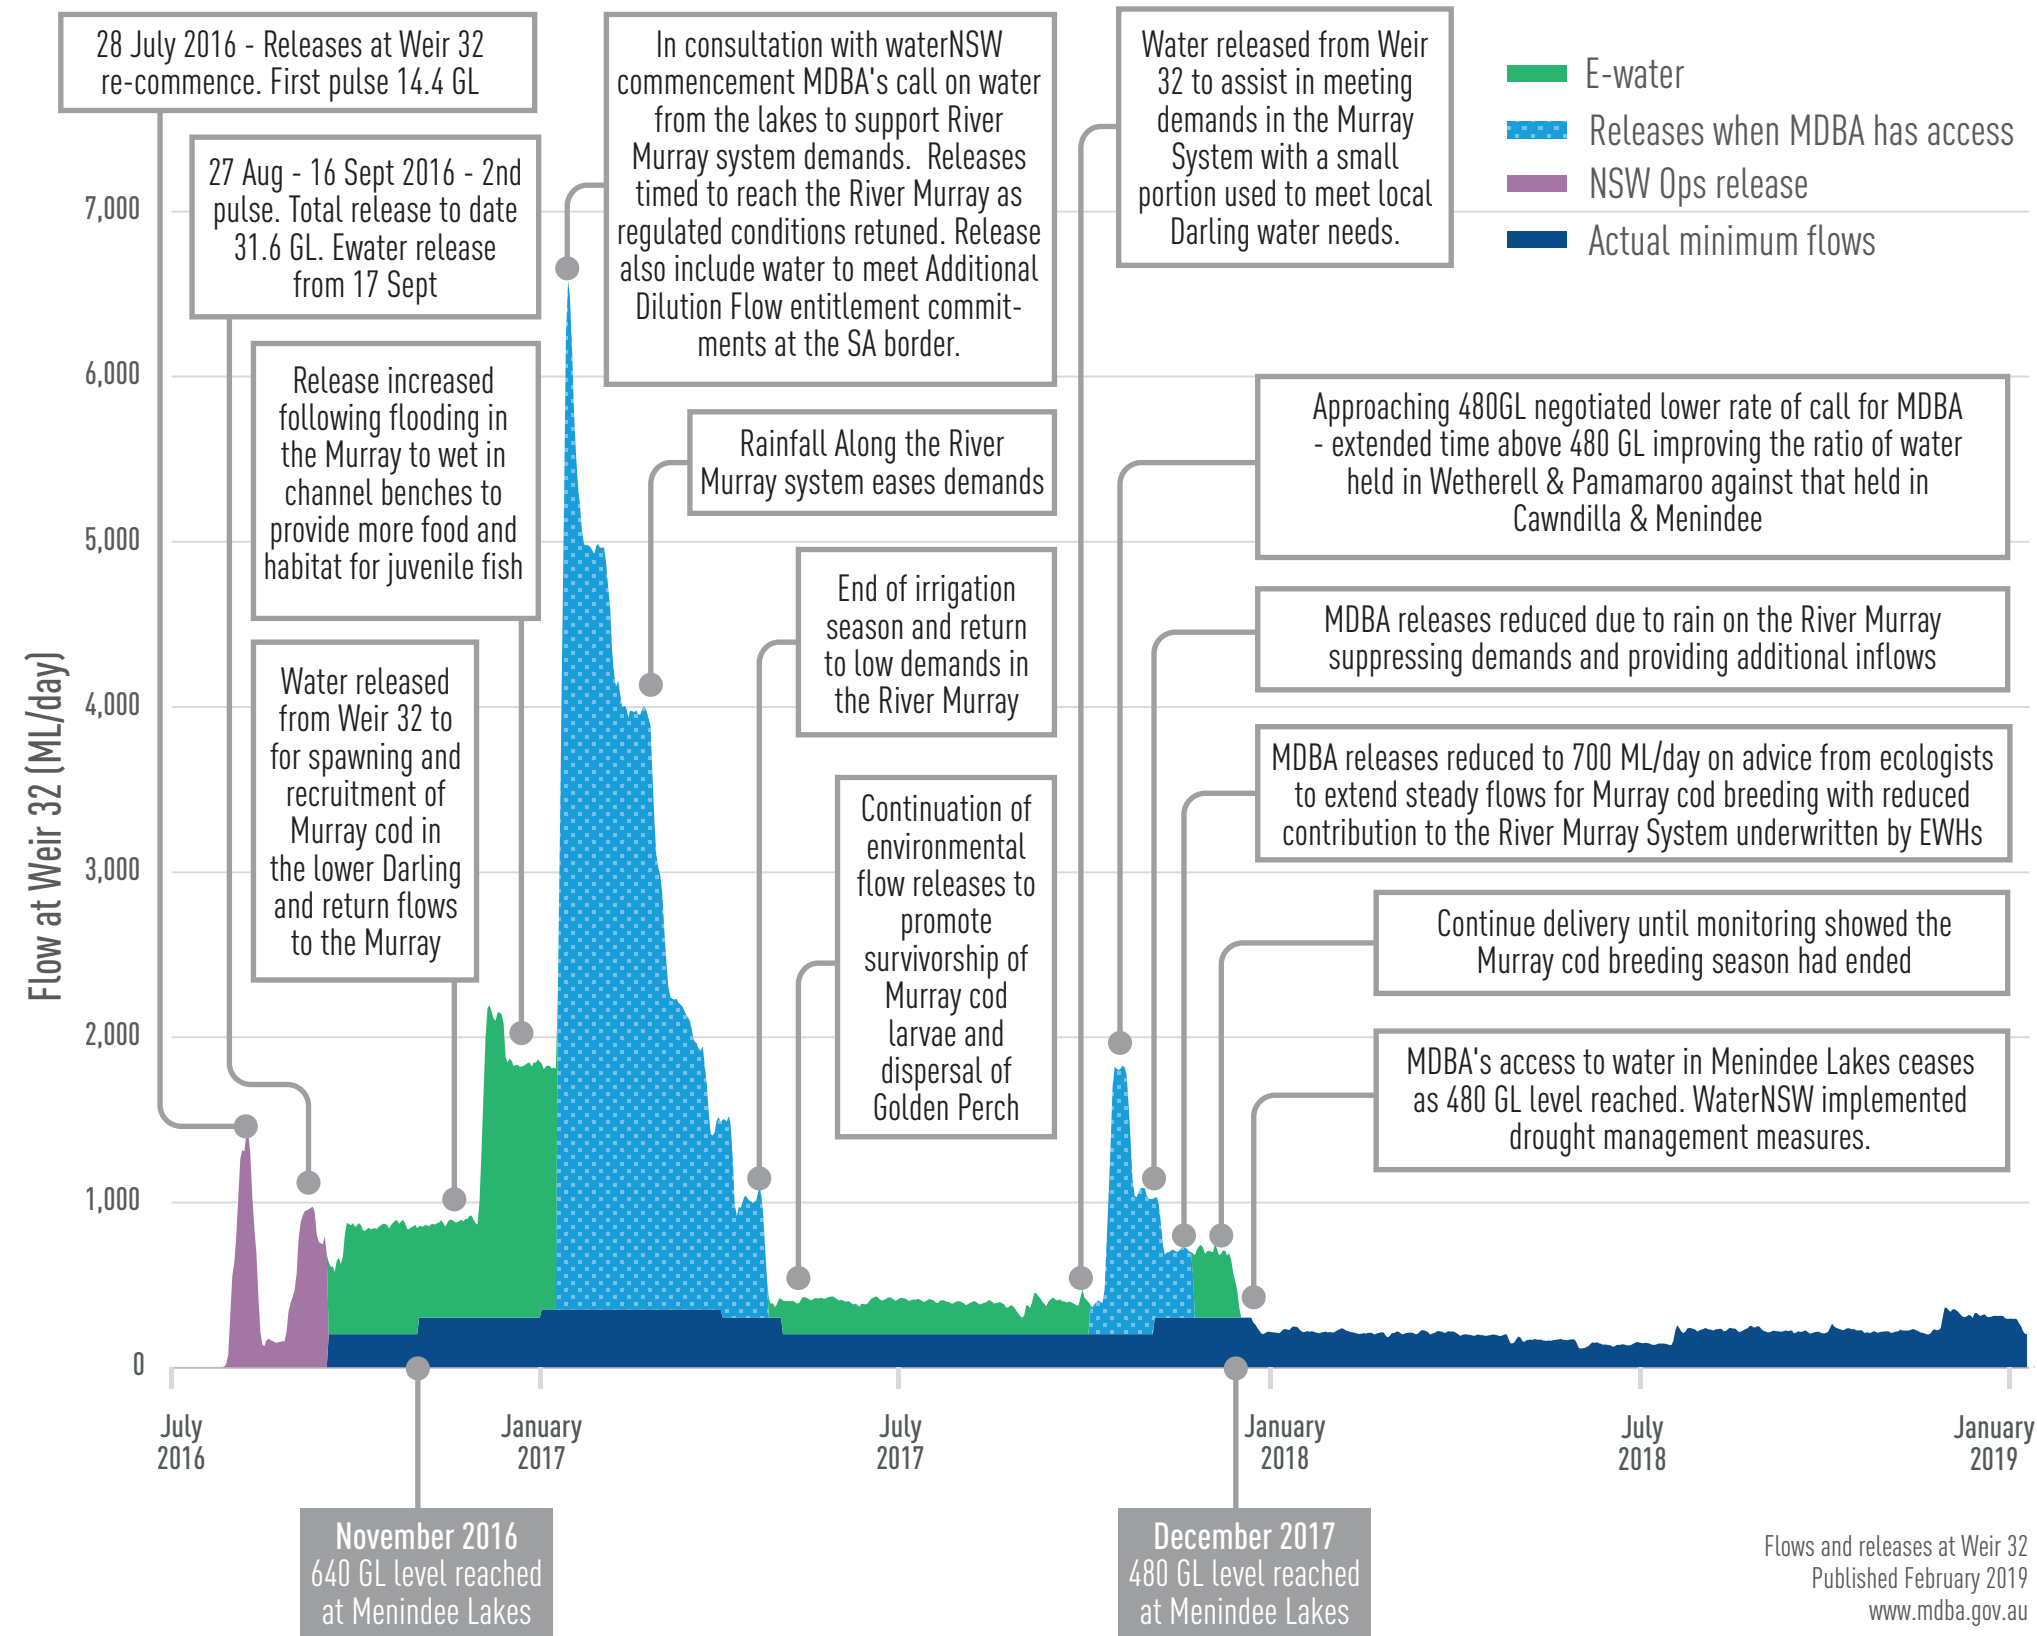 28 July 2016 - Releases at Weir 32
re-commence. First pulse 14.4 GL
27 Aug - 16 Sept 2016 - 2nd
pulse. Total release to date
31.6 GL. Ewater release
from 17 Sept
Release increased
following flooding in
the Murray to wet in
channel benches to
provide more food and
habitat for juvenile fish
Water released
from Weir 32 to
for spawning and
recruitment of
Murray cod in
the lower Darling
and return flows
to the Murray
In consultation with waterNSW
commencement MDBA's call on water
from the lakes to support River
Murray system demands.  Releases
timed to reach the River Murray as
regulated conditions retuned. Release
also include water to meet Additional
Dilution Flow entitlement commit-
ments at the SA border.
Rainfall Along the River
Murray system eases demands
End of irrigation
season and return
to low demands in
the River Murray
Continuation of
environmental
flow releases to
promote
survivorship of
Murray cod
larvae and
dispersal of
Golden Perch
Water released from Weir
32 to assist in meeting
demands in the Murray
System with a small
portion used to meet local
Darling water needs.
E-water
Releases when MDBA has access
NSW Ops release
Actual minimum flows
Approaching 480GL negotiated lower rate of call for MDBA
- extended time above 480 GL improving the ratio of water
held in Wetherell & Pamamaroo against that held in
Cawndilla & Menindee
MDBA releases reduced due to rain on the River Murray
suppressing demands and providing additional inflows
MDBA releases reduced to 700 ML/day on advice from ecologists
to extend steady flows for Murray cod breeding with reduced
contribution to the River Murray System underwritten by EWHs
Continue delivery until monitoring showed the
Murray cod breeding season had ended
MDBA's access to water in Menindee Lakes ceases
as 480 GL level reached. WaterNSW implemented
drought management measures.
Flow at Weir 32 (ML/day)
7,000
6,000
5,000
4,000
3,000
2,000
1,000
0
July
2016
January
2017
July
2017
January
2018
July
2018
January
2019
November 2016
640 GL level reached
at Menindee Lakes
December 2017
480 GL level reached
at Menindee Lakes
Flows and releases at Weir 32
Published February 2019
www.mdba.gov.au